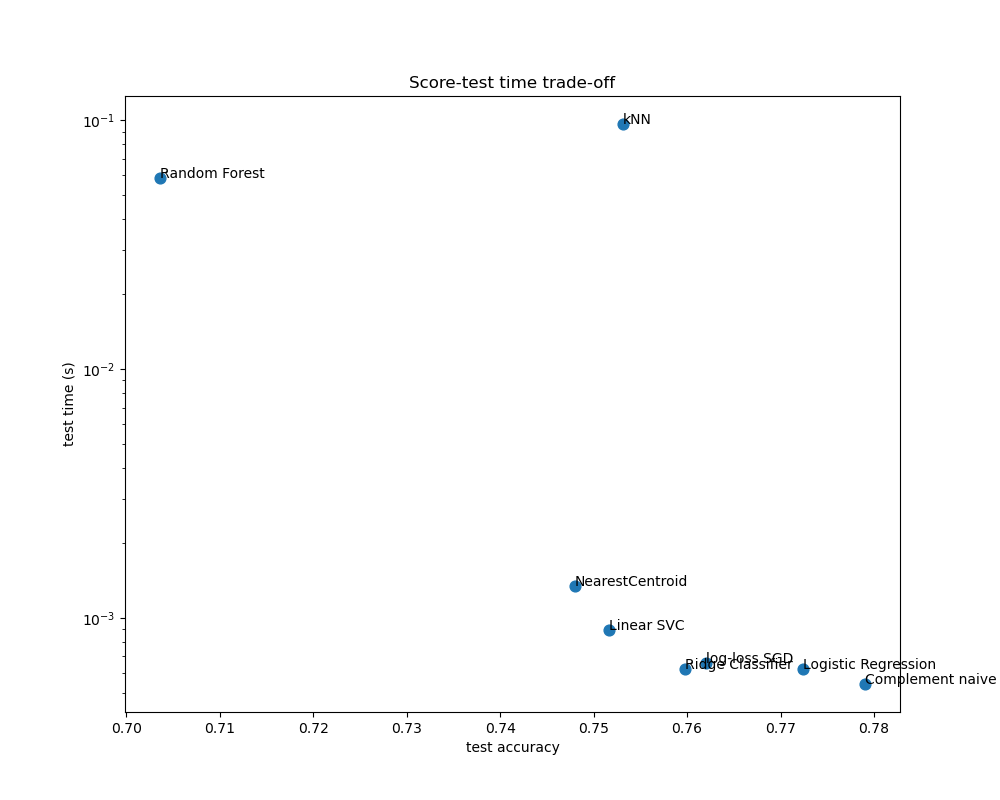 Score-test time trade-off
10⁻¹
kNN
Random Forest
10⁻²
test time (s)
NearestCentroid
10⁻³
Linear SVC
log-loss SGD
Ridge Classifier
Logistic Regression
Complement naive
0.70 0.71 0.72 0.73 0.74 0.75 0.76 0.77 0.78
test accuracy